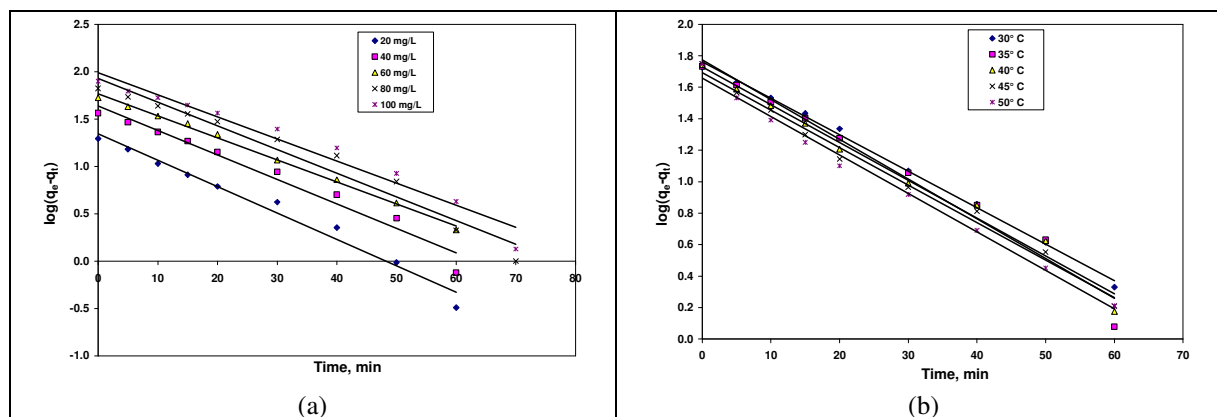 2.5
2.0
1.5
1.0
0.5
0.0
-0.5
-1.0
0 10 20 30 40 50 60 70 80
log(qe-qt)
Time, min
20 mg/L
40 mg/L
60 mg/L
80 mg/L
100 mg/L
(a)
2.0
1.8
1.6
1.4
1.2
1.0
0.8
0.6
0.4
0.2
0.0
0 10 20 30 40 50 60 70
log(qe-qt)
Time, min
30° C
35° C
40° C
45° C
50° C
(b)